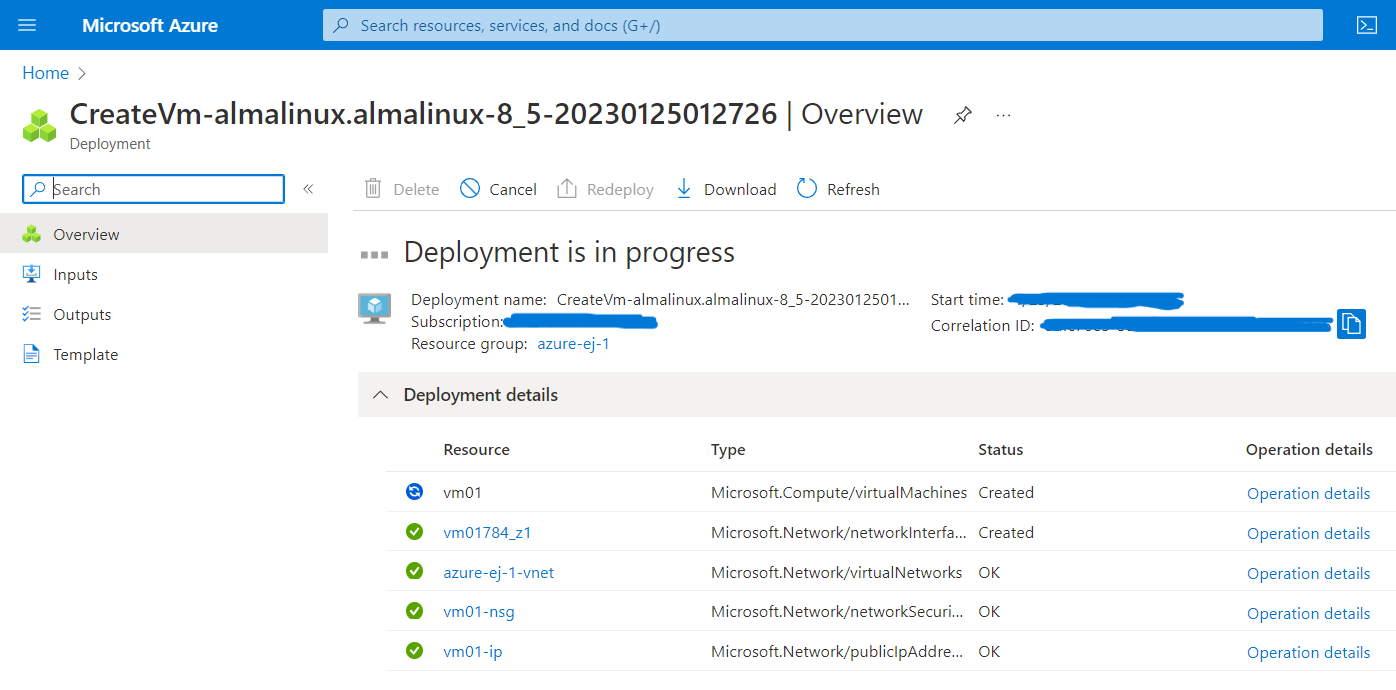 Microsoft Azure
Search resources, services, and docs (G+/)
Home
CreateVm-almalinux.almalinux-8_5-20230125012726 | Overview
Deployment
Search
Delete Cancel Redeploy Download Refresh
Overview
Inputs
Outputs
Template
Deployment is in progress
Deployment name: CreateVm-almalinux.almalinux-8_5-2023012501...
Subscription:
Resource group: azure-ej-1
Start time:
Correlation ID:
Deployment details
Resource Type Status Operation details
vm01 Microsoft.Compute/virtualMachines Created Operation details
vm01784_z1 Microsoft.Network/networkInterfa... Created Operation details
azure-ej-1-vnet Microsoft.Network/virtualNetworks OK Operation details
vm01-nsg Microsoft.Network/networkSecuri... OK Operation details
vm01-ip Microsoft.Network/publicIpAddre... OK Operation details